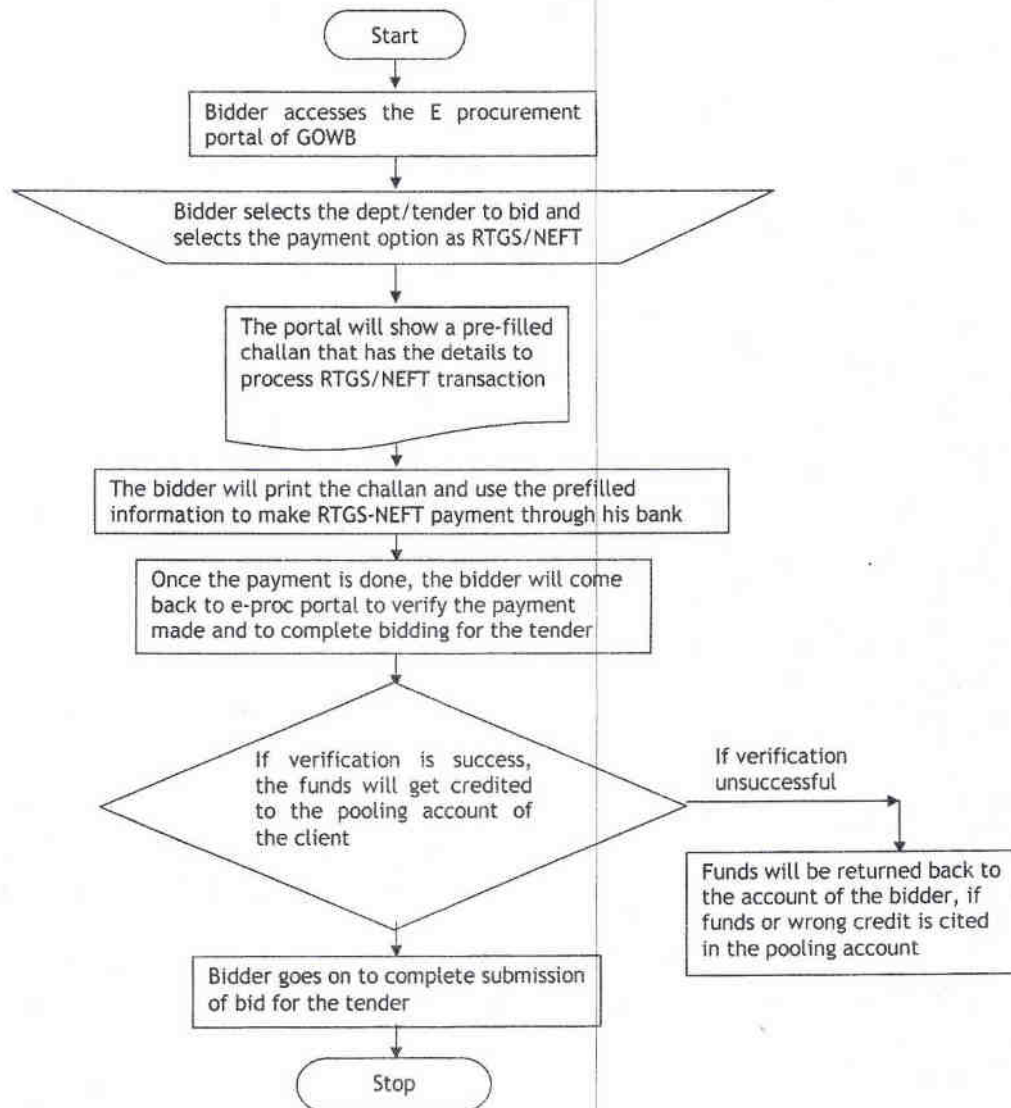 Start
Bidder accesses the E procurement
portal of GOWB
Bidder selects the dept/tender to bid and
selects the payment option as RTGS/NEFT
The portal will show a pre-filled
challan that has the details to
process RTGS/NEFT transaction
The bidder will print the challan and use the prefilled
information to make RTGS-NEFT payment through his bank
Once the payment is done, the bidder will come
back to e-proc portal to verify the payment
made and to complete bidding for the tender
If verification is success,
the funds will get credited
to the pooling account of
the client
If verification
unsuccessful
Funds will be returned back to
the account of the bidder, if
funds or wrong credit is cited
in the pooling account
Bidder goes on to complete submission
of bid for the tender
Stop